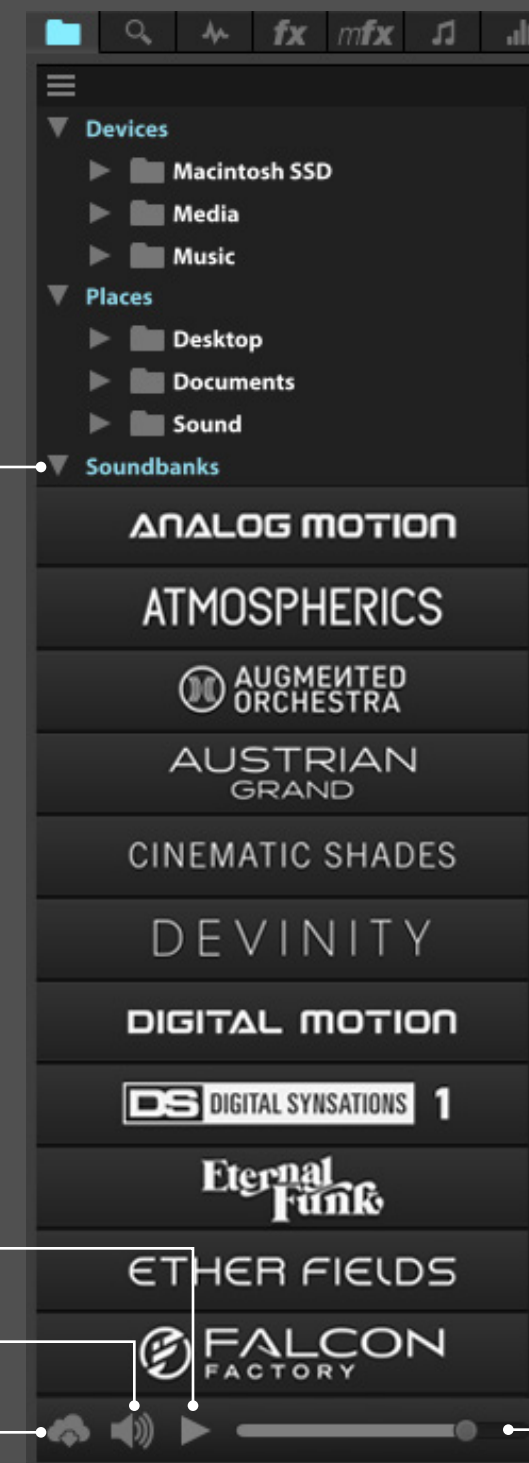 fx
mfx
Devices
Macintosh SSD
Media
Music
Places
Desktop
Documents
Sound
Soundbanks
ANALOG MOTION
ATMOSPHERICS
AUGMENTED
ORCHESTRA
AUSTRIAN
GRAND
CINEMATIC SHADES
DEVINITY
DIGITAL MOTION
DS DIGITAL SYNSATIONS 1
Eternal
Funk
ETHER FIELDS
FALCON
FACTORY